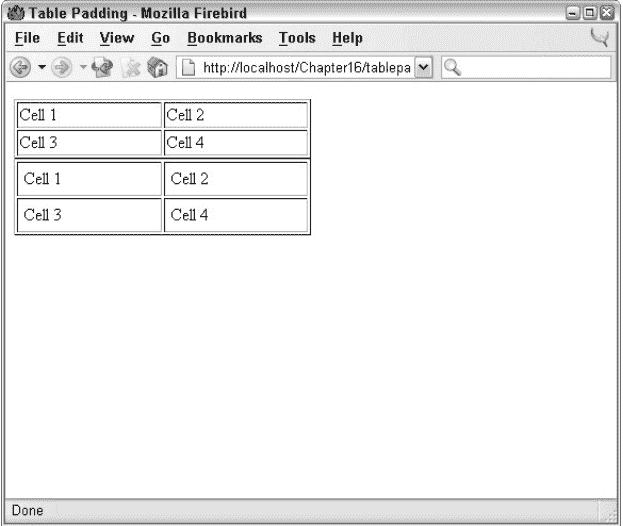 Table Padding - Mozilla Firebird
File Edit View Go Bookmarks Tools Help
http://localhost/Chapter16/tablepa
Cell 1 Cell 2
Cell 3 Cell 4
Cell 1 Cell 2
Cell 3 Cell 4
Done